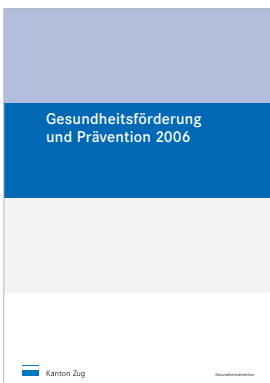 Gesundheitsförderung
und Prävention 2006
Kanton Zug
Gesundheitsdirektion